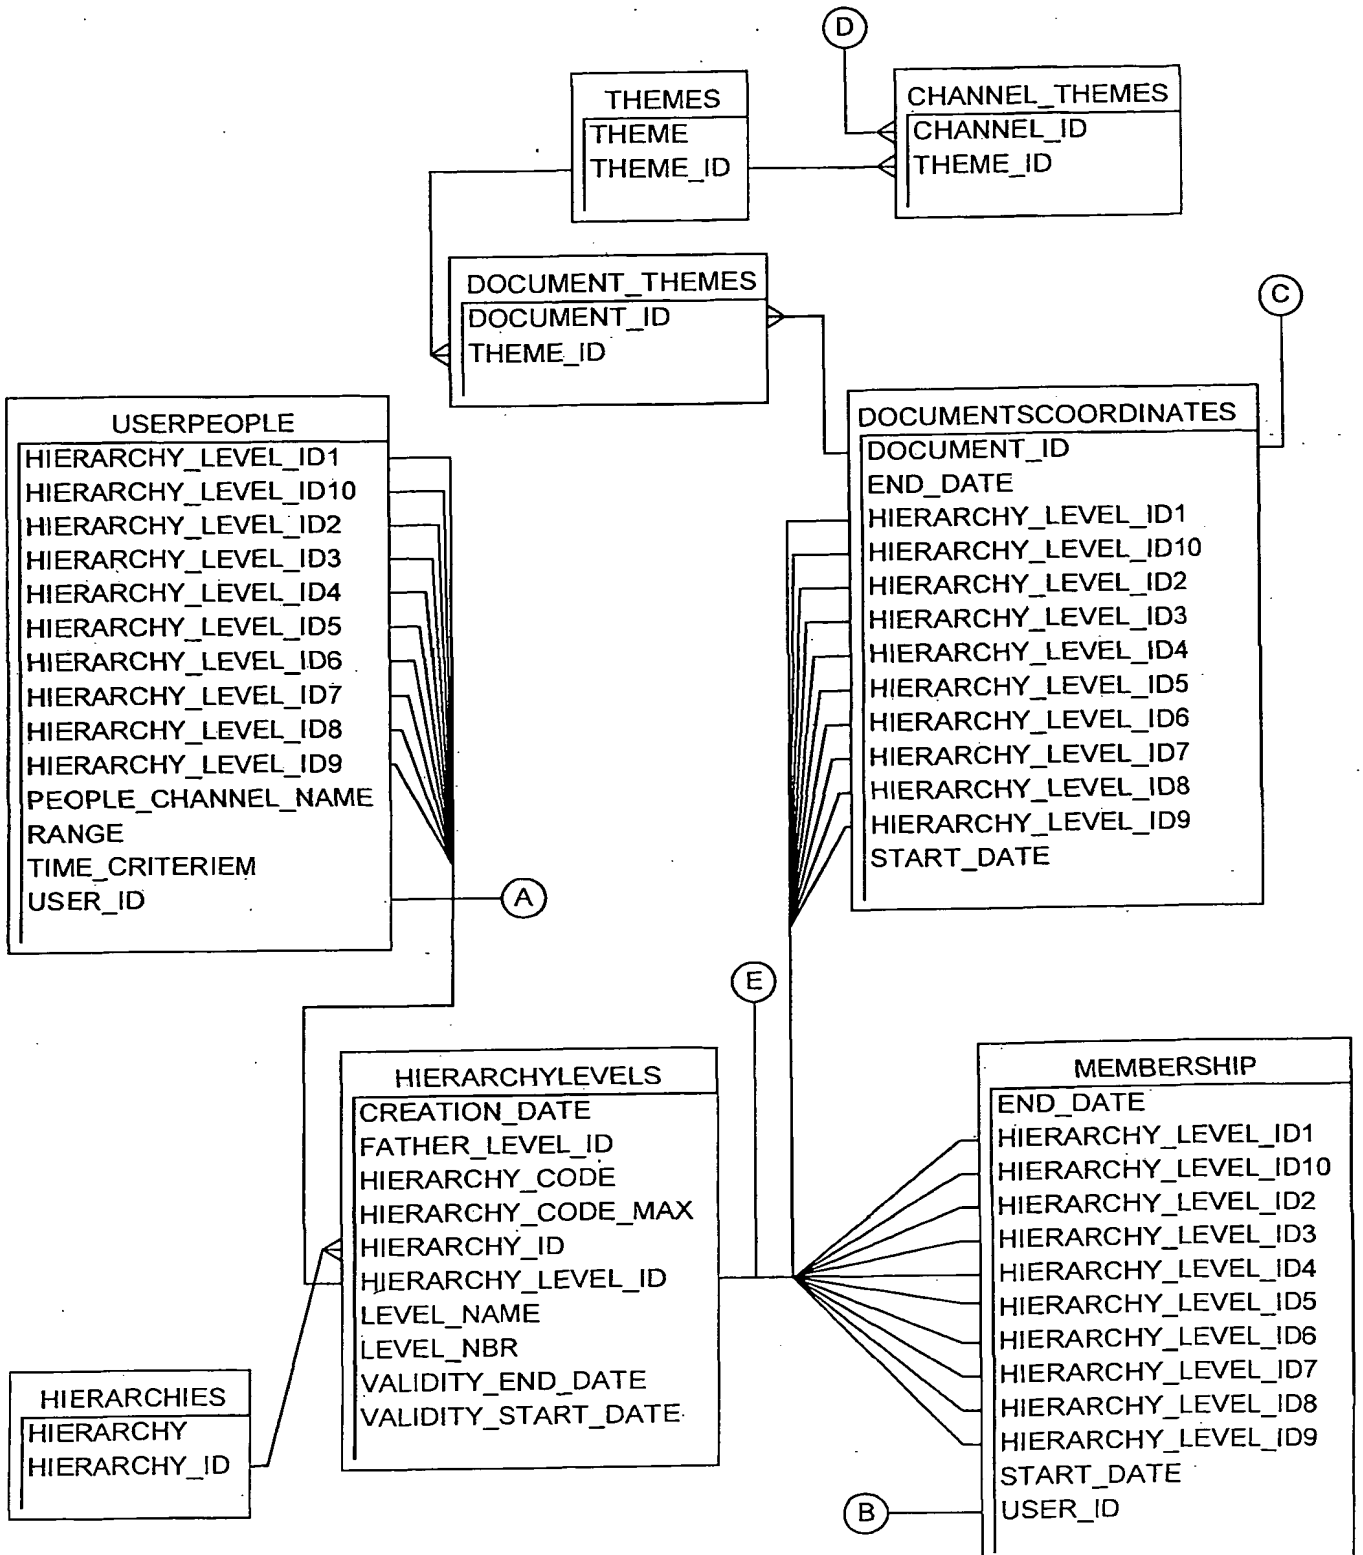 D
THEMES
THEME
THEME_ID
CHANNEL_THEMES
CHANNEL_ID
THEME_ID
DOCUMENT_THEMES
DOCUMENT_ID
THEME_ID
C
USERPEOPLE
HIERARCHY_LEVEL_ID1
HIERARCHY_LEVEL_ID10
HIERARCHY_LEVEL_ID2
HIERARCHY_LEVEL_ID3
HIERARCHY_LEVEL_ID4
HIERARCHY_LEVEL_ID5
HIERARCHY_LEVEL_ID6
HIERARCHY_LEVEL_ID7
HIERARCHY_LEVEL_ID8
HIERARCHY_LEVEL_ID9
PEOPLE_CHANNEL_NAME
RANGE
TIME_CRITERIEM
USER_ID
A
DOCUMENTSCOORDINATES
DOCUMENT_ID
END_DATE
HIERARCHY_LEVEL_ID1
HIERARCHY_LEVEL_ID10
HIERARCHY_LEVEL_ID2
HIERARCHY_LEVEL_ID3
HIERARCHY_LEVEL_ID4
HIERARCHY_LEVEL_ID5
HIERARCHY_LEVEL_ID6
HIERARCHY_LEVEL_ID7
HIERARCHY_LEVEL_ID8
HIERARCHY_LEVEL_ID9
START_DATE
E
HIERARCHYLEVELS
CREATION_DATE
FATHER_LEVEL_ID
HIERARCHY_CODE
HIERARCHY_CODE_MAX
HIERARCHY_ID
HIERARCHY_LEVEL_ID
LEVEL_NAME
LEVEL_NBR
VALIDITY_END_DATE
VALIDITY_START_DATE
MEMBERSHIP
END_DATE
HIERARCHY_LEVEL_ID1
HIERARCHY_LEVEL_ID10
HIERARCHY_LEVEL_ID2
HIERARCHY_LEVEL_ID3
HIERARCHY_LEVEL_ID4
HIERARCHY_LEVEL_ID5
HIERARCHY_LEVEL_ID6
HIERARCHY_LEVEL_ID7
HIERARCHY_LEVEL_ID8
HIERARCHY_LEVEL_ID9
START_DATE
USER_ID
B
HIERARCHIES
HIERARCHY
HIERARCHY_ID